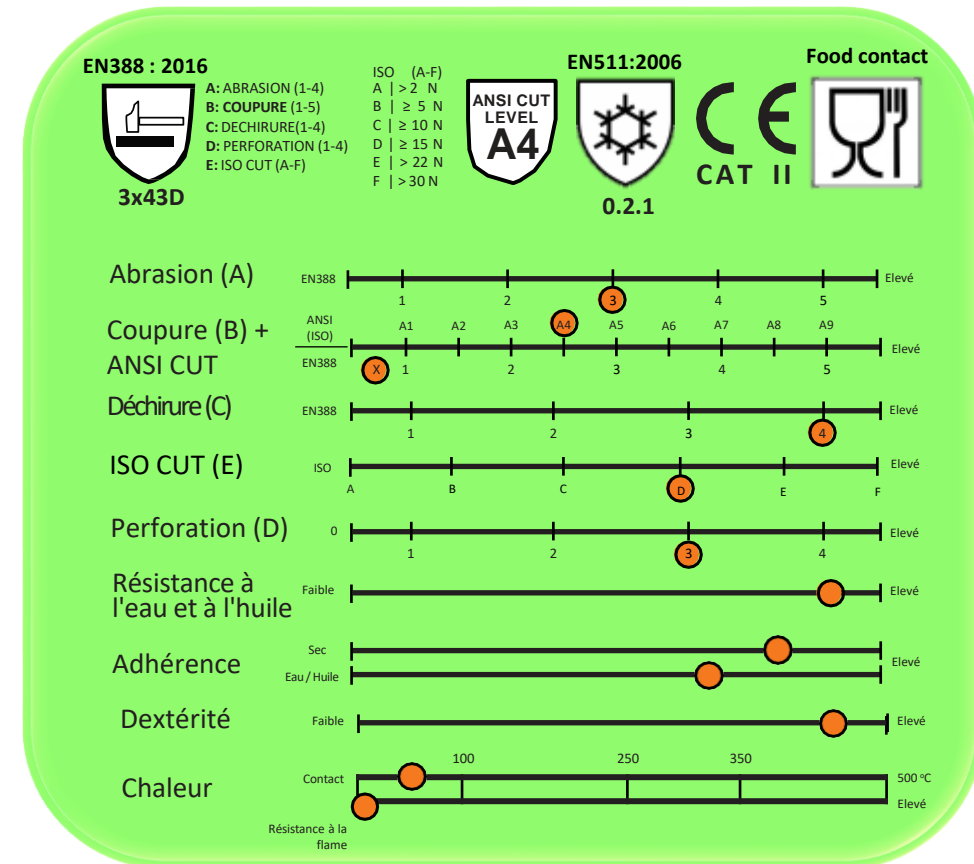 EN388 : 2016
A: ABRASION (1-4)
B: COUPURE (1-5)
C: DECHIRURE(1-4)
D: PERFORATION (1-4)
E: ISO CUT (A-F)
3x43D
ISO (A-F)
A | > 2 N
B | ≥ 5 N
C | ≥ 10 N
D | ≥ 15 N
E | > 22 N
F | > 30 N
ANSI CUT
LEVEL
A4
EN511:2006
0.2.1
CE
CAT II
Food contact
Abrasion (A)
EN388
Elevé
1 2 3 4 5
Coupure (B) +
ANSI CUT
ANSI
(ISO)
A1 A2 A3 A4 A5 A6 A7 A8 A9
EN388
Elevé
X 1 2 3 4 5
Déchirure (C)
EN388
Elevé
1 2 3 4
ISO CUT (E)
ISO
Elevé
A B C D E F
Perforation (D)
0
Elevé
1 2 3 4
Résistance à
l'eau et à l'huile
Faible
Elevé
Adhérence
Sec
Eau / Huile
Elevé
Dextérité
Faible
Elevé
Chaleur
100 250 350
Contact
500 °C
Elevé
Résistance à la
flame